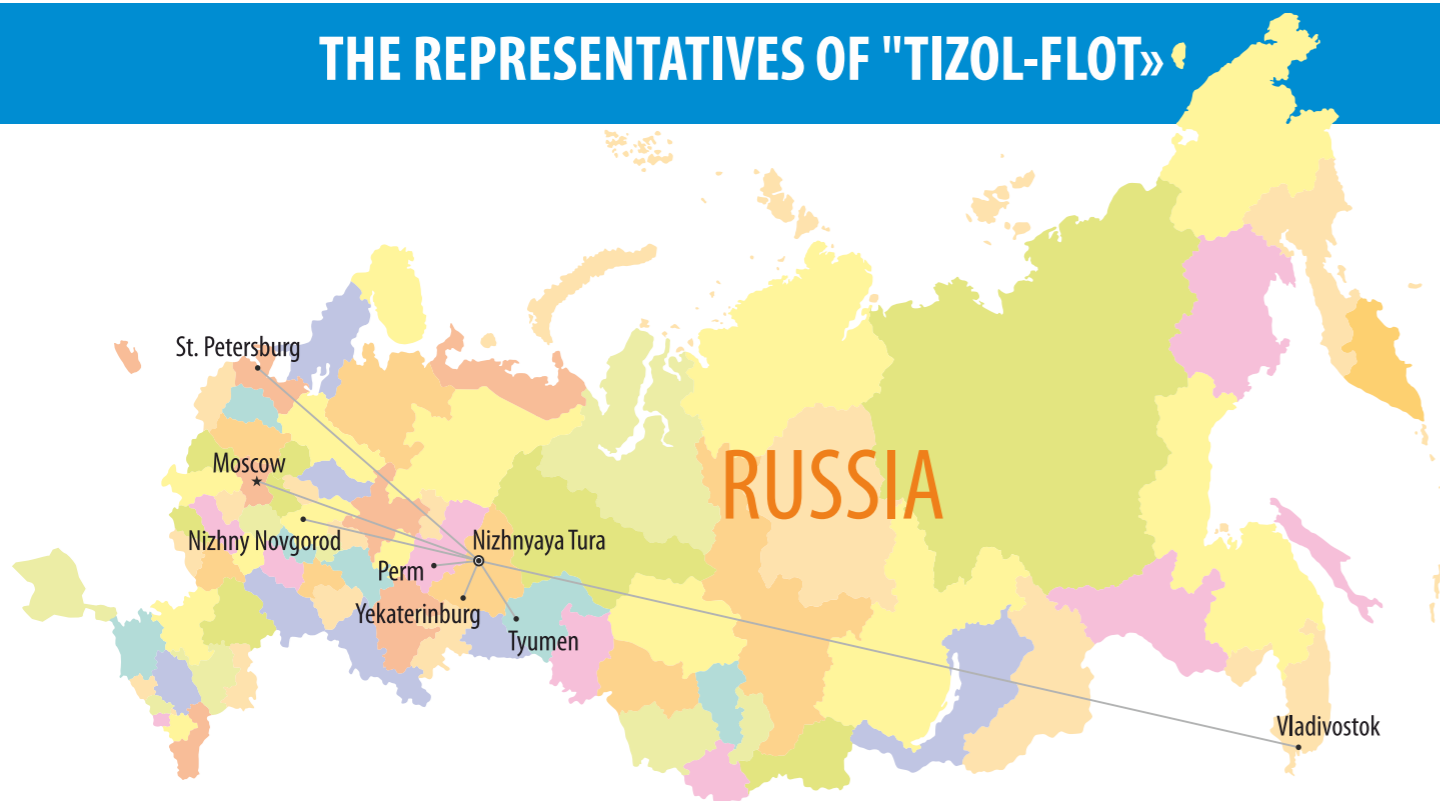 THE REPRESENTATIVES OF "TIZOL-FLOT»
St. Petersburg
Moscow
RUSSIA
Nizhny Novgorod
Nizhnyaya Tura
Perm
Yekaterinburg
Tyumen
Vladivostok